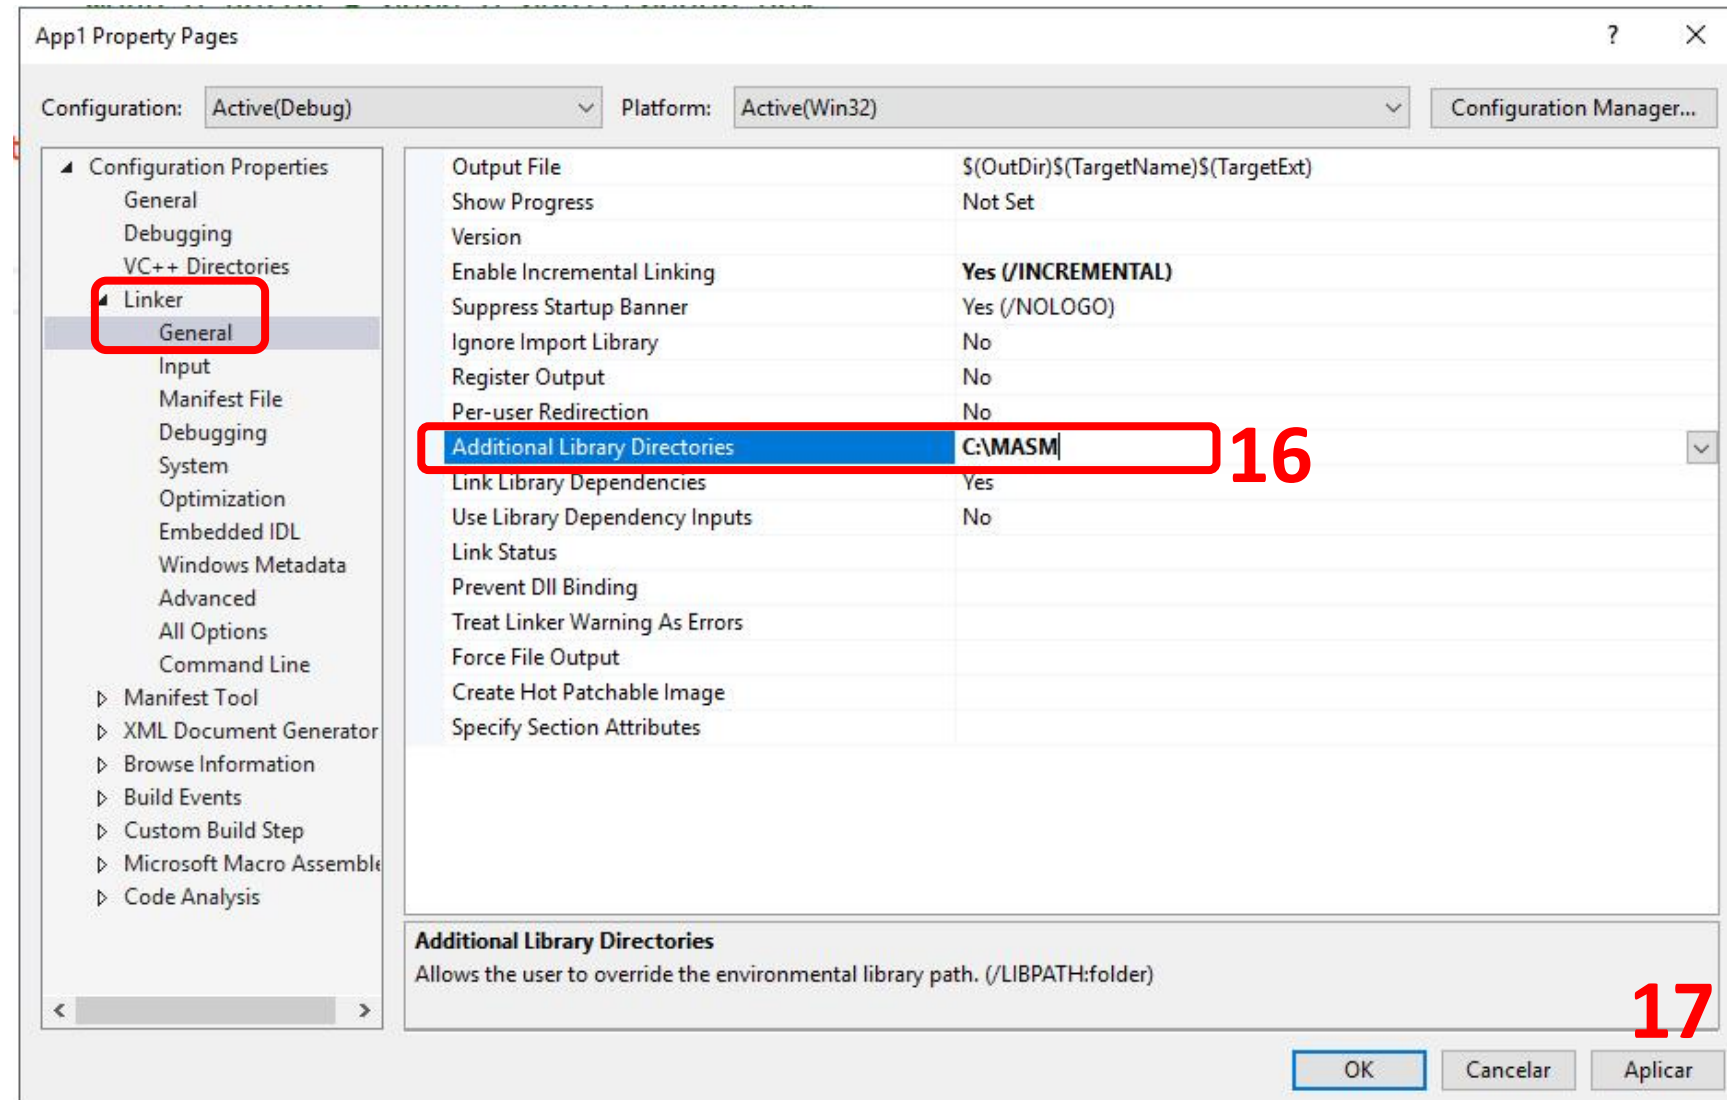 App1 Property Pages
?
Configuration: Active(Debug) Platform: Active(Win32) Configuration Manager...
Configuration Properties
General
Debugging
VC++ Directories
Linker
General
Input
Manifest File
Debugging
System
Optimization
Embedded IDL
Windows Metadata
Advanced
All Options
Command Line
Manifest Tool
XML Document Generator
Browse Information
Build Events
Custom Build Step
Microsoft Macro Assemble
Code Analysis
Output File $(OutDir)$(TargetName)$(TargetExt)
Show Progress Not Set
Version
Enable Incremental Linking Yes (/INCREMENTAL)
Suppress Startup Banner Yes (/NOLOGO)
Ignore Import Library No
Register Output No
Per-user Redirection No
Additional Library Directories C:\MASM 16
Link Library Dependencies Yes
Use Library Dependency Inputs No
Link Status
Prevent Dll Binding
Treat Linker Warning As Errors
Force File Output
Create Hot Patchable Image
Specify Section Attributes
Additional Library Directories
Allows the user to override the environmental library path. (/LIBPATH:folder)
17
OK Cancelar Aplicar